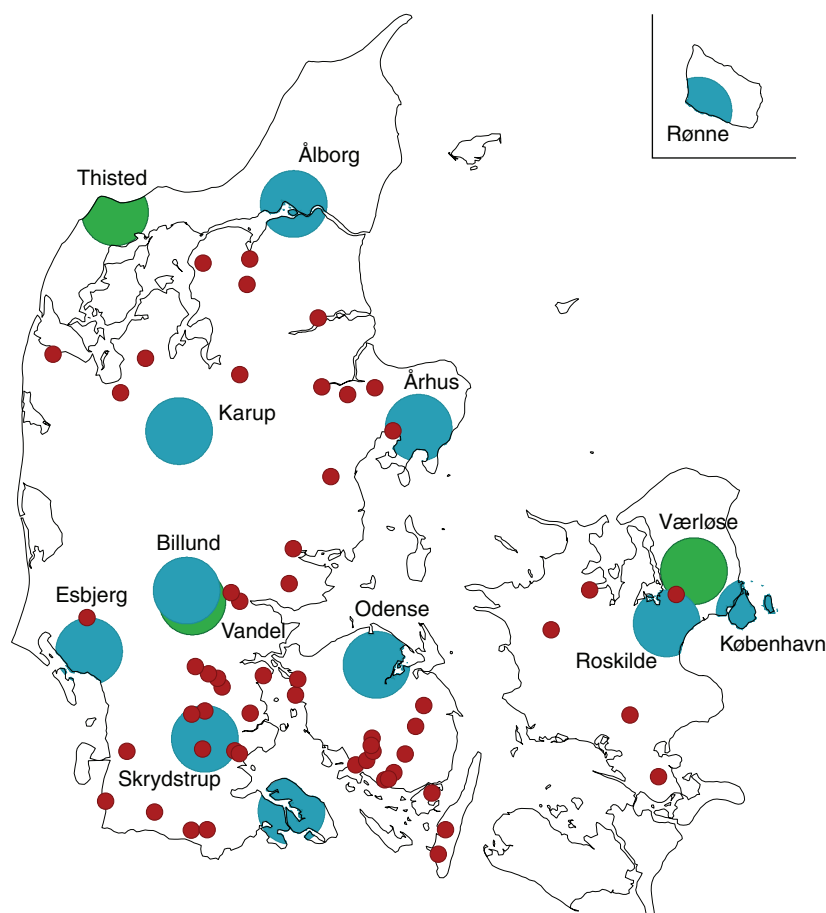 Rønne
Ålborg
Thisted
Århus
Karup
Værløse
Billund
Esbjerg
Odense
Vandel
København
Roskilde
Skrydstrup